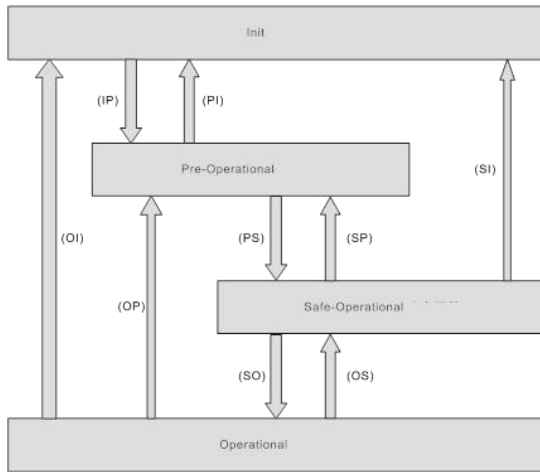 Init
(IP)
(PI)
(SI)
Pre-Operational
(OI)
(PS)
(SP)
(OP)
Safe-Operational
(SO)
(OS)
Operational